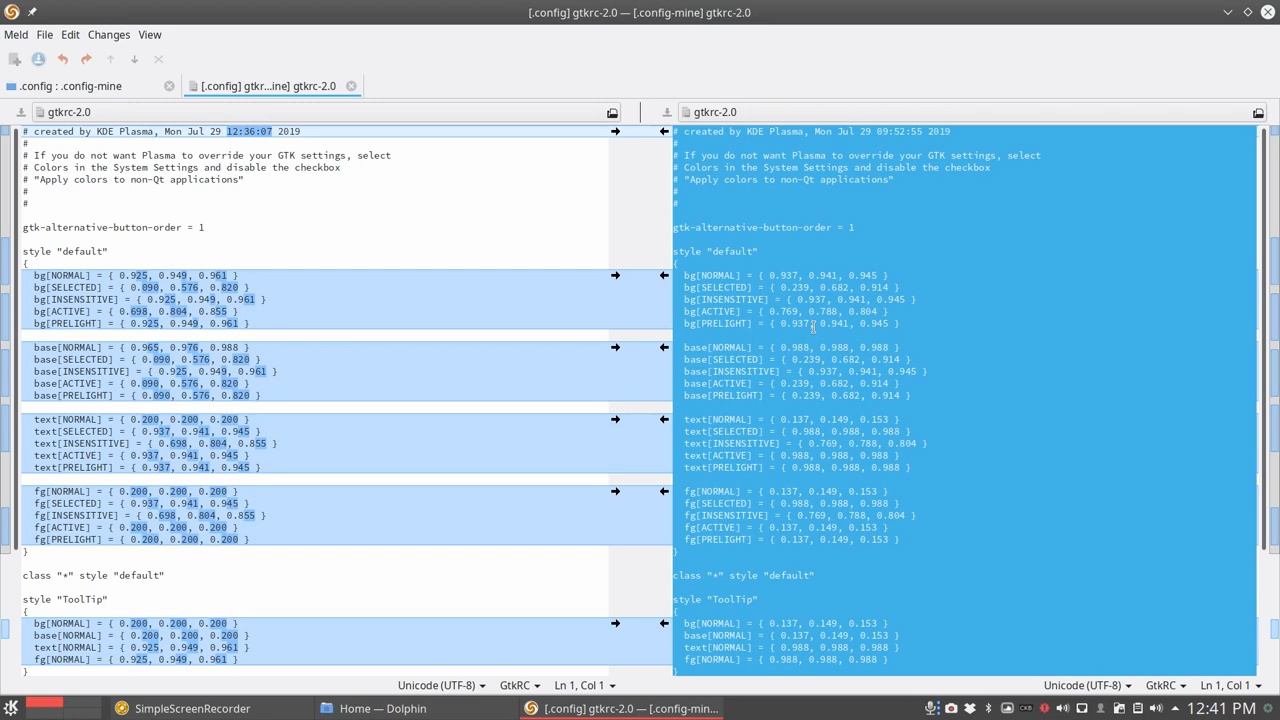 [.config] gtkrc-2.0 — [.config-mine] gtkrc-2.0
Meld File Edit Changes View
.config : .config-mine
[.config] gtkr...ine] gtkrc-2.0
gtkrc-2.0
# created by KDE Plasma, Mon Jul 29 12:36:07 2019
#
# If you do not want Plasma to override your GTK settings, select
# Colors in the System Settings and disable the checkbox
# "Apply colors to non-Qt applications"
#
#
gtk-alternative-button-order = 1
style "default"
{
bg[NORMAL] = { 0.925, 0.949, 0.961 }
bg[SELECTED] = { 0.090, 0.576, 0.820 }
bg[INSENSITIVE] = { 0.925, 0.949, 0.961 }
bg[ACTIVE] = { 0.698, 0.804, 0.855 }
bg[PRELIGHT] = { 0.925, 0.949, 0.961 }
base[NORMAL] = { 0.965, 0.976, 0.988 }
base[SELECTED] = { 0.090, 0.576, 0.820 }
base[INSENSITIVE] = { 0.925, 0.949, 0.961 }
base[ACTIVE] = { 0.090, 0.576, 0.820 }
base[PRELIGHT] = { 0.090, 0.576, 0.820 }
text[NORMAL] = { 0.200, 0.200, 0.200 }
text[SELECTED] = { 0.937, 0.941, 0.945 }
text[INSENSITIVE] = { 0.698, 0.804, 0.855 }
text[ACTIVE] = { 0.937, 0.941, 0.945 }
text[PRELIGHT] = { 0.937, 0.941, 0.945 }
fg[NORMAL] = { 0.200, 0.200, 0.200 }
fg[SELECTED] = { 0.937, 0.941, 0.945 }
fg[INSENSITIVE] = { 0.698, 0.804, 0.855 }
fg[ACTIVE] = { 0.200, 0.200, 0.200 }
fg[PRELIGHT] = { 0.200, 0.200, 0.200 }
}
class "*" style "default"
style "ToolTip"
{
bg[NORMAL] = { 0.200, 0.200, 0.200 }
base[NORMAL] = { 0.200, 0.200, 0.200 }
text[NORMAL] = { 0.925, 0.949, 0.961 }
fg[NORMAL] = { 0.925, 0.949, 0.961 }
}
Unicode (UTF-8) GtkRC Ln 1, Col 1
gtkrc-2.0
# created by KDE Plasma, Mon Jul 29 09:52:55 2019
#
# If you do not want Plasma to override your GTK settings, select
# Colors in the System Settings and disable the checkbox
# "Apply colors to non-Qt applications"
#
#
gtk-alternative-button-order = 1
style "default"
{
bg[NORMAL] = { 0.937, 0.941, 0.945 }
bg[SELECTED] = { 0.239, 0.682, 0.914 }
bg[INSENSITIVE] = { 0.937, 0.941, 0.945 }
bg[ACTIVE] = { 0.769, 0.788, 0.804 }
bg[PRELIGHT] = { 0.937, 0.941, 0.945 }
base[NORMAL] = { 0.988, 0.988, 0.988 }
base[SELECTED] = { 0.239, 0.682, 0.914 }
base[INSENSITIVE] = { 0.937, 0.941, 0.945 }
base[ACTIVE] = { 0.239, 0.682, 0.914 }
base[PRELIGHT] = { 0.239, 0.682, 0.914 }
text[NORMAL] = { 0.137, 0.149, 0.153 }
text[SELECTED] = { 0.988, 0.988, 0.988 }
text[INSENSITIVE] = { 0.769, 0.788, 0.804 }
text[ACTIVE] = { 0.988, 0.988, 0.988 }
text[PRELIGHT] = { 0.988, 0.988, 0.988 }
fg[NORMAL] = { 0.137, 0.149, 0.153 }
fg[SELECTED] = { 0.988, 0.988, 0.988 }
fg[INSENSITIVE] = { 0.769, 0.788, 0.804 }
fg[ACTIVE] = { 0.137, 0.149, 0.153 }
fg[PRELIGHT] = { 0.137, 0.149, 0.153 }
}
class "*" style "default"
style "ToolTip"
{
bg[NORMAL] = { 0.137, 0.149, 0.153 }
base[NORMAL] = { 0.137, 0.149, 0.153 }
text[NORMAL] = { 0.988, 0.988, 0.988 }
fg[NORMAL] = { 0.988, 0.988, 0.988 }
}
Unicode (UTF-8) GtkRC Ln 1, Col 1
SimpleScreenRecorder
Home — Dolphin
[.config] gtkrc-2.0 — [.config-min...
12:41 PM